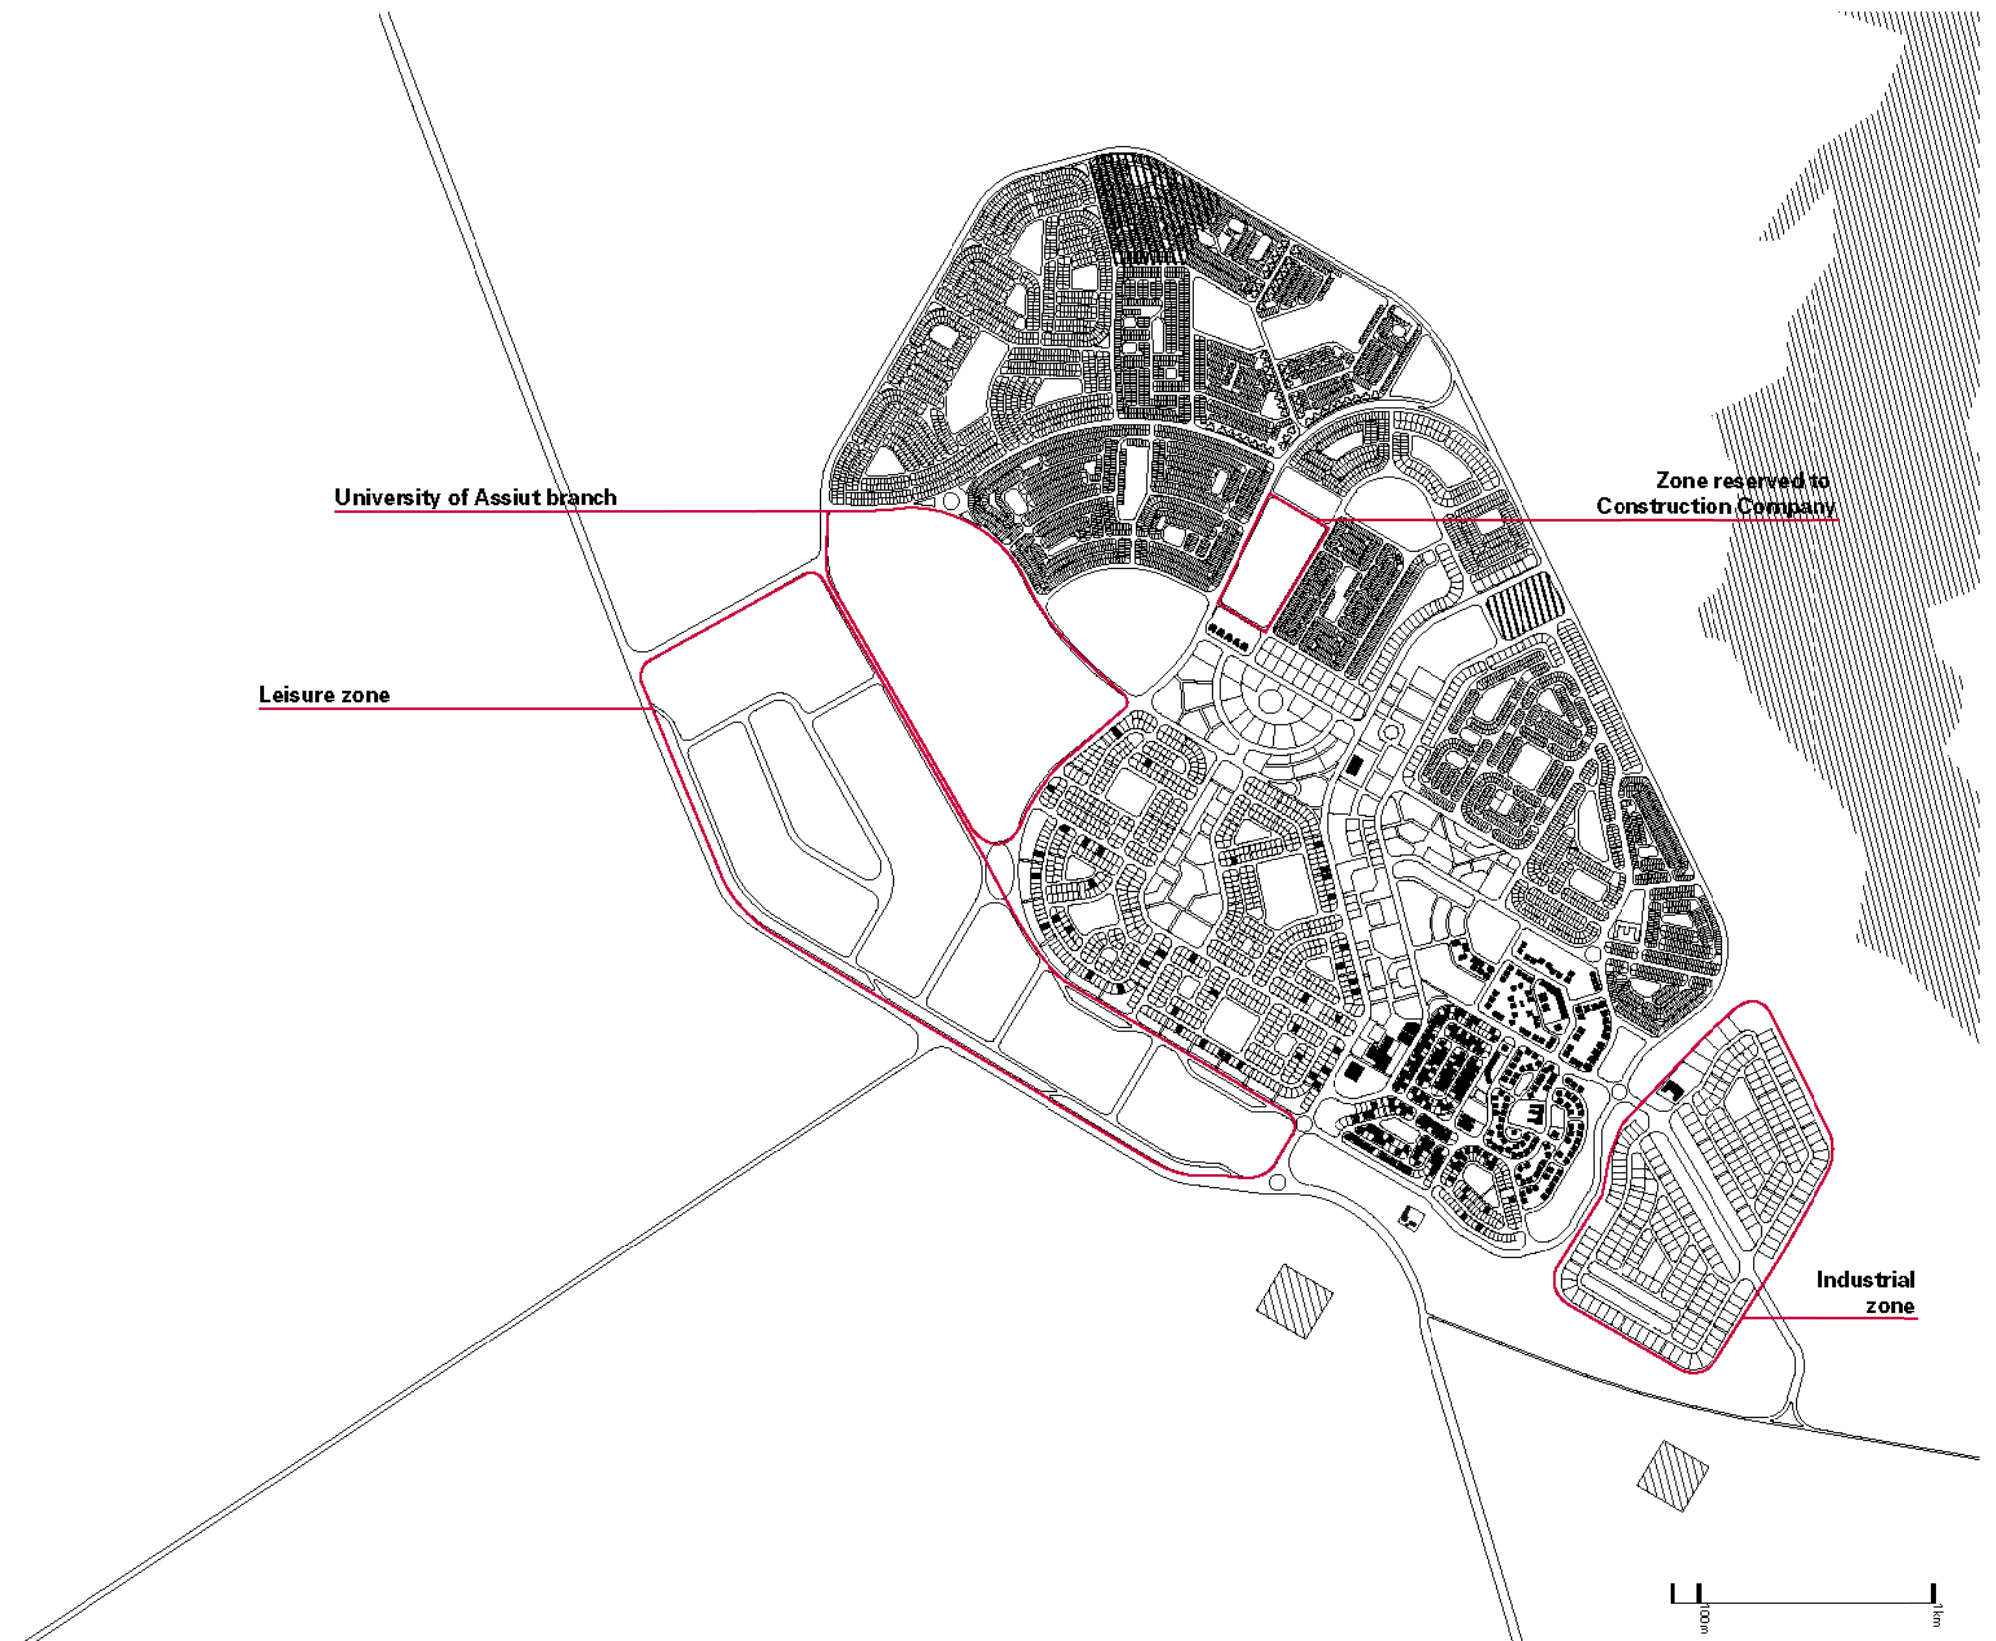 Zone reserved to
Construction Company
University of Assiut branch
Leisure zone
Industrial
zone
100m
1km